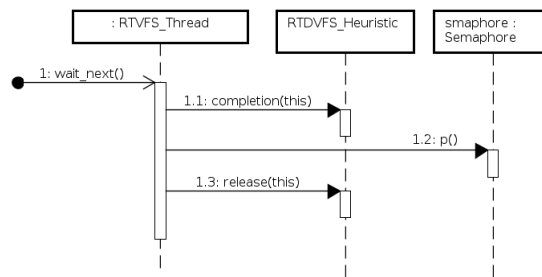 : RTVFS_Thread
RTDVFS_Heuristic
smaphore :
Semaphore
1: wait_next()
1.1: completion(this)
1.2: p()
1.3: release(this)